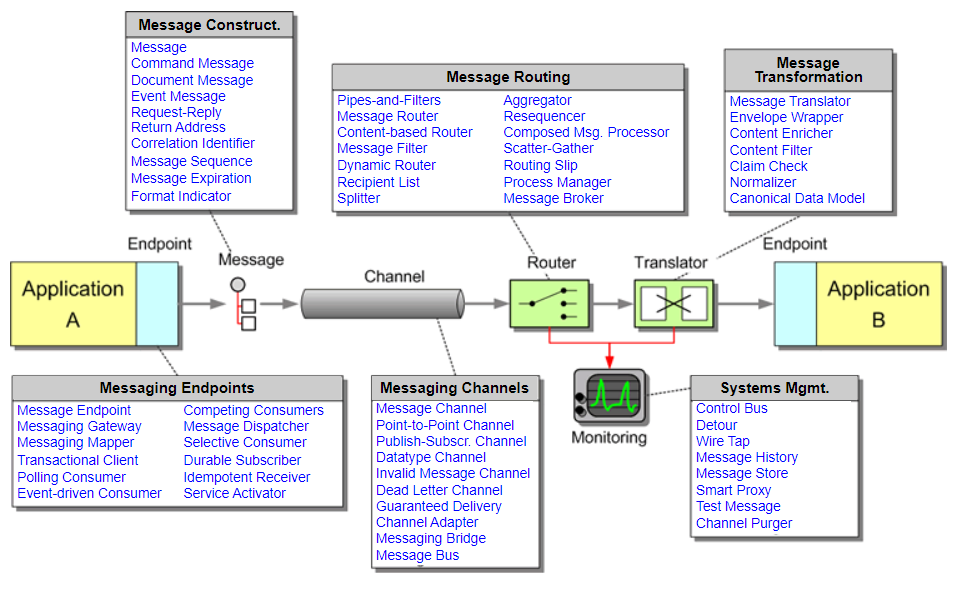 Message Construct.
Message
Command Message
Document Message
Event Message
Request-Reply
Return Address
Correlation Identifier
Message Sequence
Message Expiration
Format Indicator
Message Routing
Pipes-and-Filters
Message Router
Content-based Router
Message Filter
Dynamic Router
Recipient List
Splitter
Aggregator
Resequencer
Composed Msg. Processor
Scatter-Gather
Routing Slip
Process Manager
Message Broker
Message
Transformation
Message Translator
Envelope Wrapper
Content Enricher
Content Filter
Claim Check
Normalizer
Canonical Data Model
Endpoint
Message
Channel
Router
Translator
Endpoint
Application
A
Application
B
Messaging Endpoints
Message Endpoint
Messaging Gateway
Messaging Mapper
Transactional Client
Polling Consumer
Event-driven Consumer
Competing Consumers
Message Dispatcher
Selective Consumer
Durable Subscriber
Idempotent Receiver
Service Activator
Messaging Channels
Message Channel
Point-to-Point Channel
Publish-Subscr. Channel
Datatype Channel
Invalid Message Channel
Dead Letter Channel
Guaranteed Delivery
Channel Adapter
Messaging Bridge
Message Bus
Monitoring
Systems Mgmt.
Control Bus
Detour
Wire Tap
Message History
Message Store
Smart Proxy
Test Message
Channel Purger